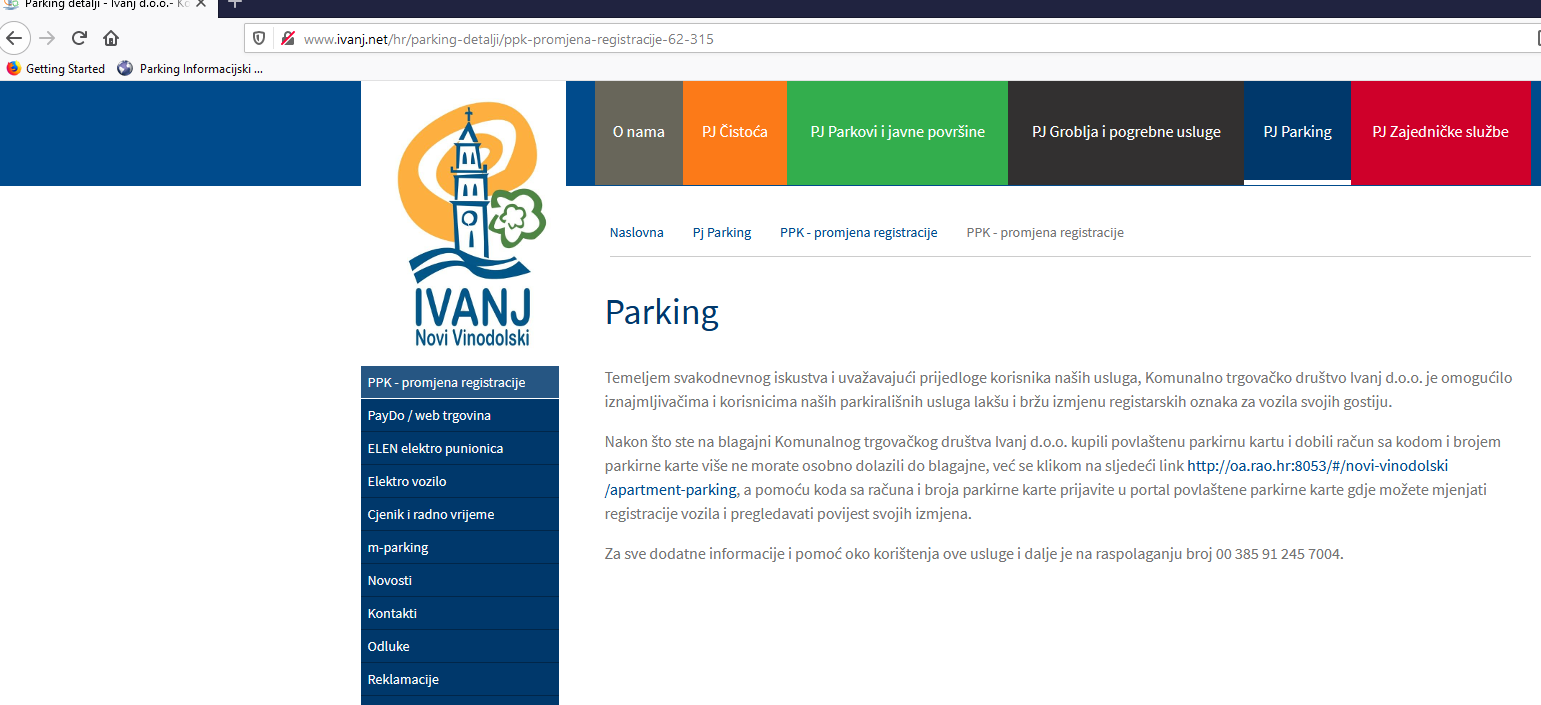 Parking detalji - Ivanj d.o.o.- Ko
www.ivanj.net/hr/parking-detalji/ppk-promjena-registracije-62-315
Getting Started
Parking Informacijski ...
O nama
PJ Čistoća
PJ Parkovi i javne površine
PJ Groblja i pogrebne usluge
PJ Parking
PJ Zajedničke službe
IVANJ
Novi Vinodolski
Naslovna
Pj Parking
PPK - promjena registracije
PPK - promjena registracije
PPK - promjena registracije
PayDo / web trgovina
ELEN elektro punionica
Elektro vozilo
Cjenik i radno vrijeme
m-parking
Novosti
Kontakti
Odluke
Reklamacije
Parking
Temeljem svakodnevnog iskustva i uvažavajući prijedloge korisnika naših usluga, Komunalno trgovačko društvo Ivanj d.o.o. je omogućilo
iznajmljivačima i korisnicima naših parkirališnih usluga lakšu i bržu izmjenu registarskih oznaka za vozila svojih gostiju.
Nakon što ste na blagajni Komunalnog trgovačkog društva Ivanj d.o.o. kupili povlaštenu parkirnu kartu i dobili račun sa kodom i brojem
parkirne karte više ne morate osobno dolazili do blagajne, već se klikom na sljedeći link http://oa.rao.hr:8053/#/novi-vinodolski
/apartment-parking, a pomoću koda sa računa i broja parkirne karte prijavite u portal povlaštene parkirne karte gdje možete mjenjati
registracije vozila i pregledavati povijest svojih izmjena.
Za sve dodatne informacije i pomoć oko korištenja ove usluge i dalje je na raspolaganju broj 00 385 91 245 7004.